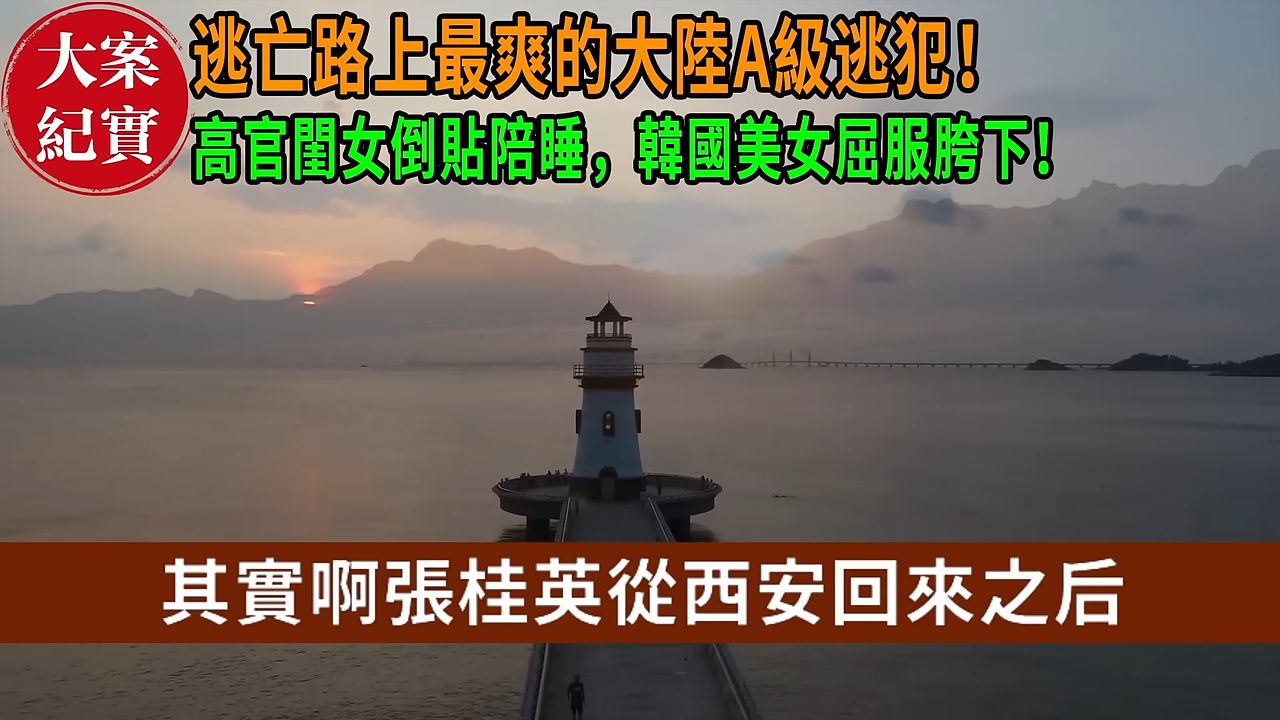 大案
紀實
逃亡路上最爽的大陸A級逃犯！
高官閨女倒貼陪睡，韓國美女屈服胯下！
其實啊張桂英從西安回來之后